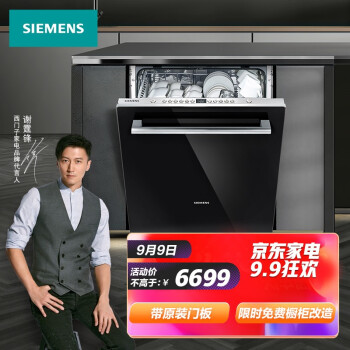 SIEMENS
谢霆锋
西门子家电品牌代言人
SIEMENS
9月9日
活动价
不高于:¥
6699
京东家电
9.9狂欢
带原装门板
限时免费橱柜改造